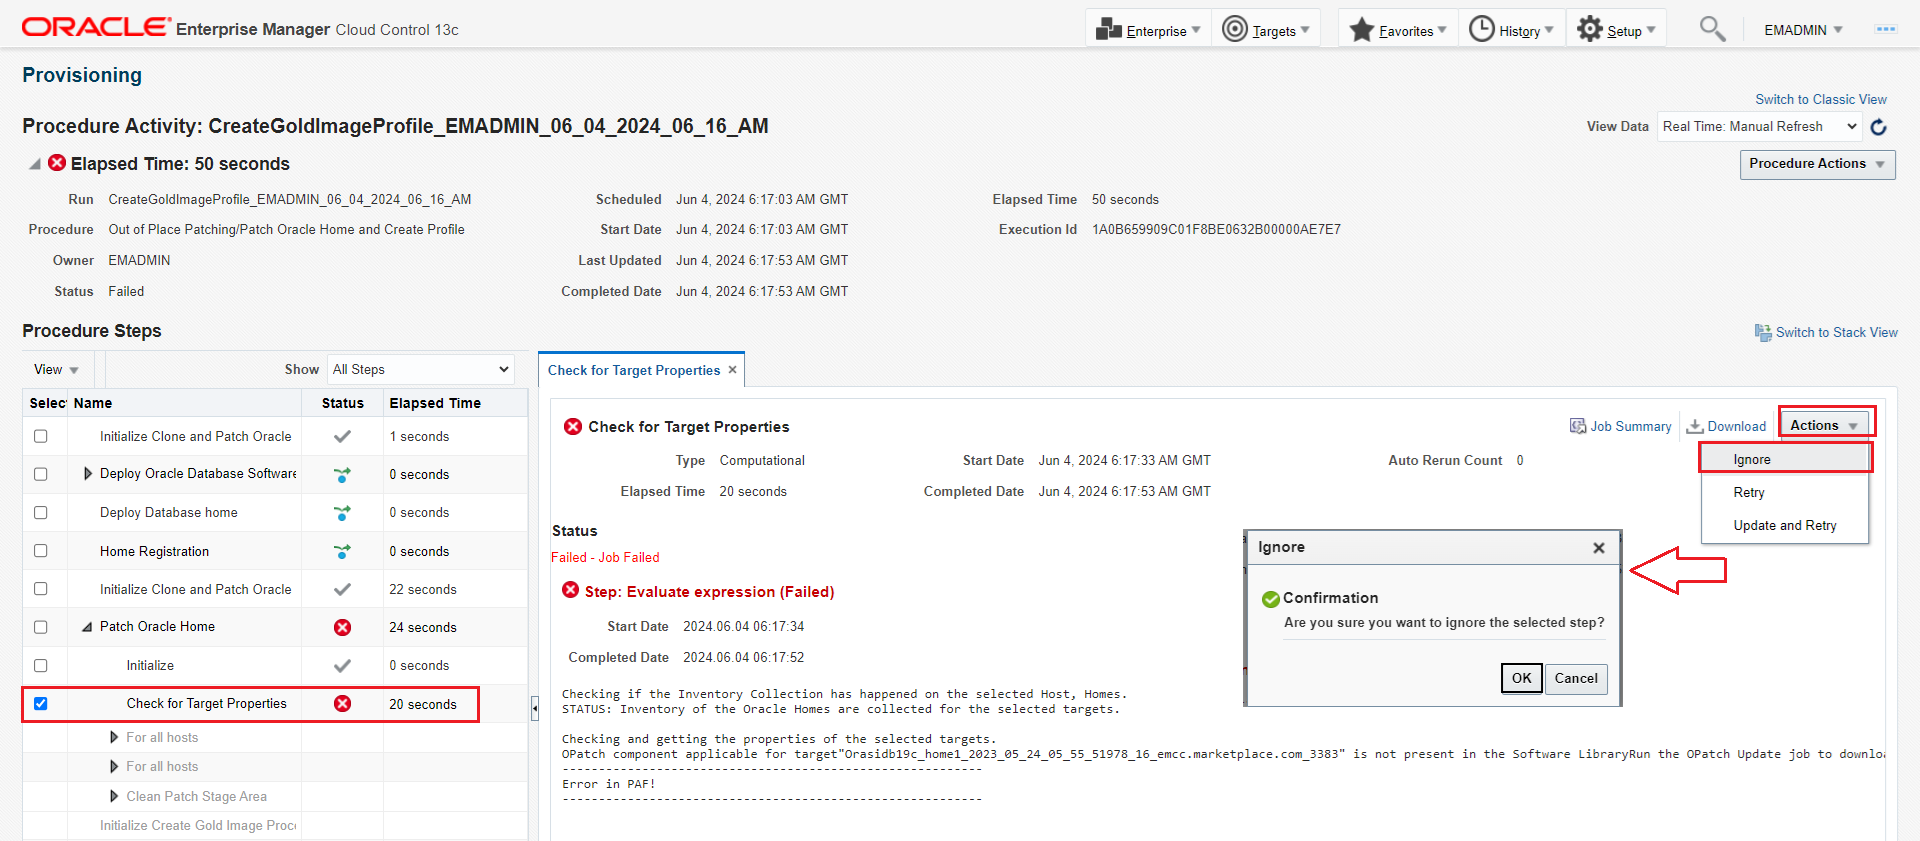 ORACLE Enterprise Manager Cloud Control 13c
Enterprise
Targets
Favorites
History
Setup
EMADMIN
Provisioning
Switch to Classic View
Procedure Activity: CreateGoldImageProfile_EMADMIN_06_04_2024_06_16_AM
View Data Real Time: Manual Refresh
Elapsed Time: 50 seconds
Procedure Actions
Run CreateGoldImageProfile_EMADMIN_06_04_2024_06_16_AM
Scheduled Jun 4, 2024 6:17:03 AM GMT
Elapsed Time 50 seconds
Procedure Out of Place Patching/Patch Oracle Home and Create Profile
Start Date Jun 4, 2024 6:17:03 AM GMT
Execution Id 1A0B659909C01F8BE0632B00000AE7E7
Owner EMADMIN
Last Updated Jun 4, 2024 6:17:53 AM GMT
Status Failed
Completed Date Jun 4, 2024 6:17:53 AM GMT
Procedure Steps
Switch to Stack View
View
Show All Steps
Select Name Status Elapsed Time
Initialize Clone and Patch Oracle 1 seconds
Deploy Oracle Database Software 0 seconds
Deploy Database home 0 seconds
Home Registration 0 seconds
Initialize Clone and Patch Oracle 22 seconds
Patch Oracle Home 24 seconds
Initialize 0 seconds
Check for Target Properties 20 seconds
For all hosts
For all hosts
Clean Patch Stage Area
Initialize Create Gold Image Proc
Check for Target Properties
Check for Target Properties
Job Summary
Download
Actions
Ignore
Retry
Update and Retry
Type Computational
Start Date Jun 4, 2024 6:17:33 AM GMT
Auto Rerun Count 0
Elapsed Time 20 seconds
Completed Date Jun 4, 2024 6:17:53 AM GMT
Status
Failed - Job Failed
Step: Evaluate expression (Failed)
Start Date 2024.06.04 06:17:34
Completed Date 2024.06.04 06:17:52
Ignore
Confirmation
Are you sure you want to ignore the selected step?
OK
Cancel
Checking if the Inventory Collection has happened on the selected Host, Homes.
STATUS: Inventory of the Oracle Homes are collected for the selected targets.
Checking and getting the properties of the selected targets.
OPatch component applicable for target"Orasidb19c_home1_2023_05_24_05_55_51978_16_emcc.marketplace.com_3383" is not present in the Software LibraryRun the OPatch Update job to downloa
--------------------------------------------------------
Error in PAF!
--------------------------------------------------------